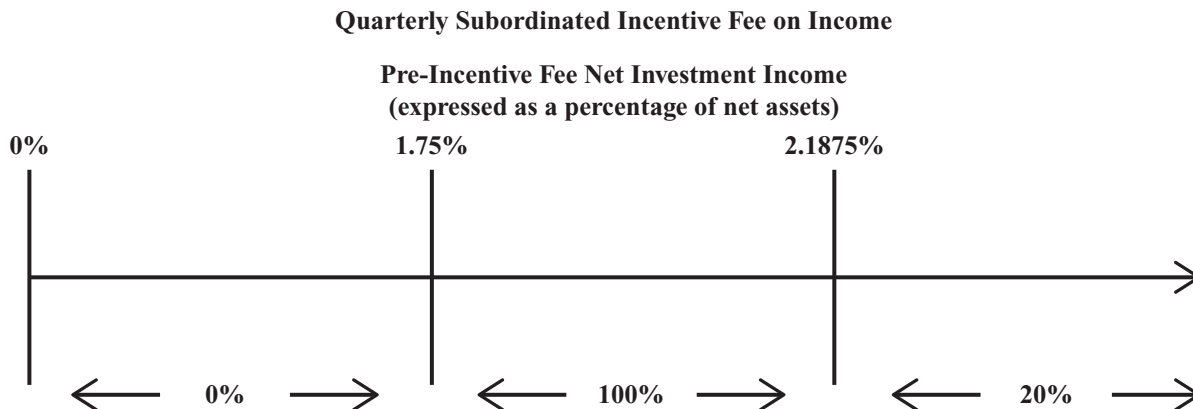 Quarterly Subordinated Incentive Fee on Income
Pre-Incentive Fee Net Investment Income
(expressed as a percentage of net assets)
0% 1.75% 2.1875%
0% 100% 20%